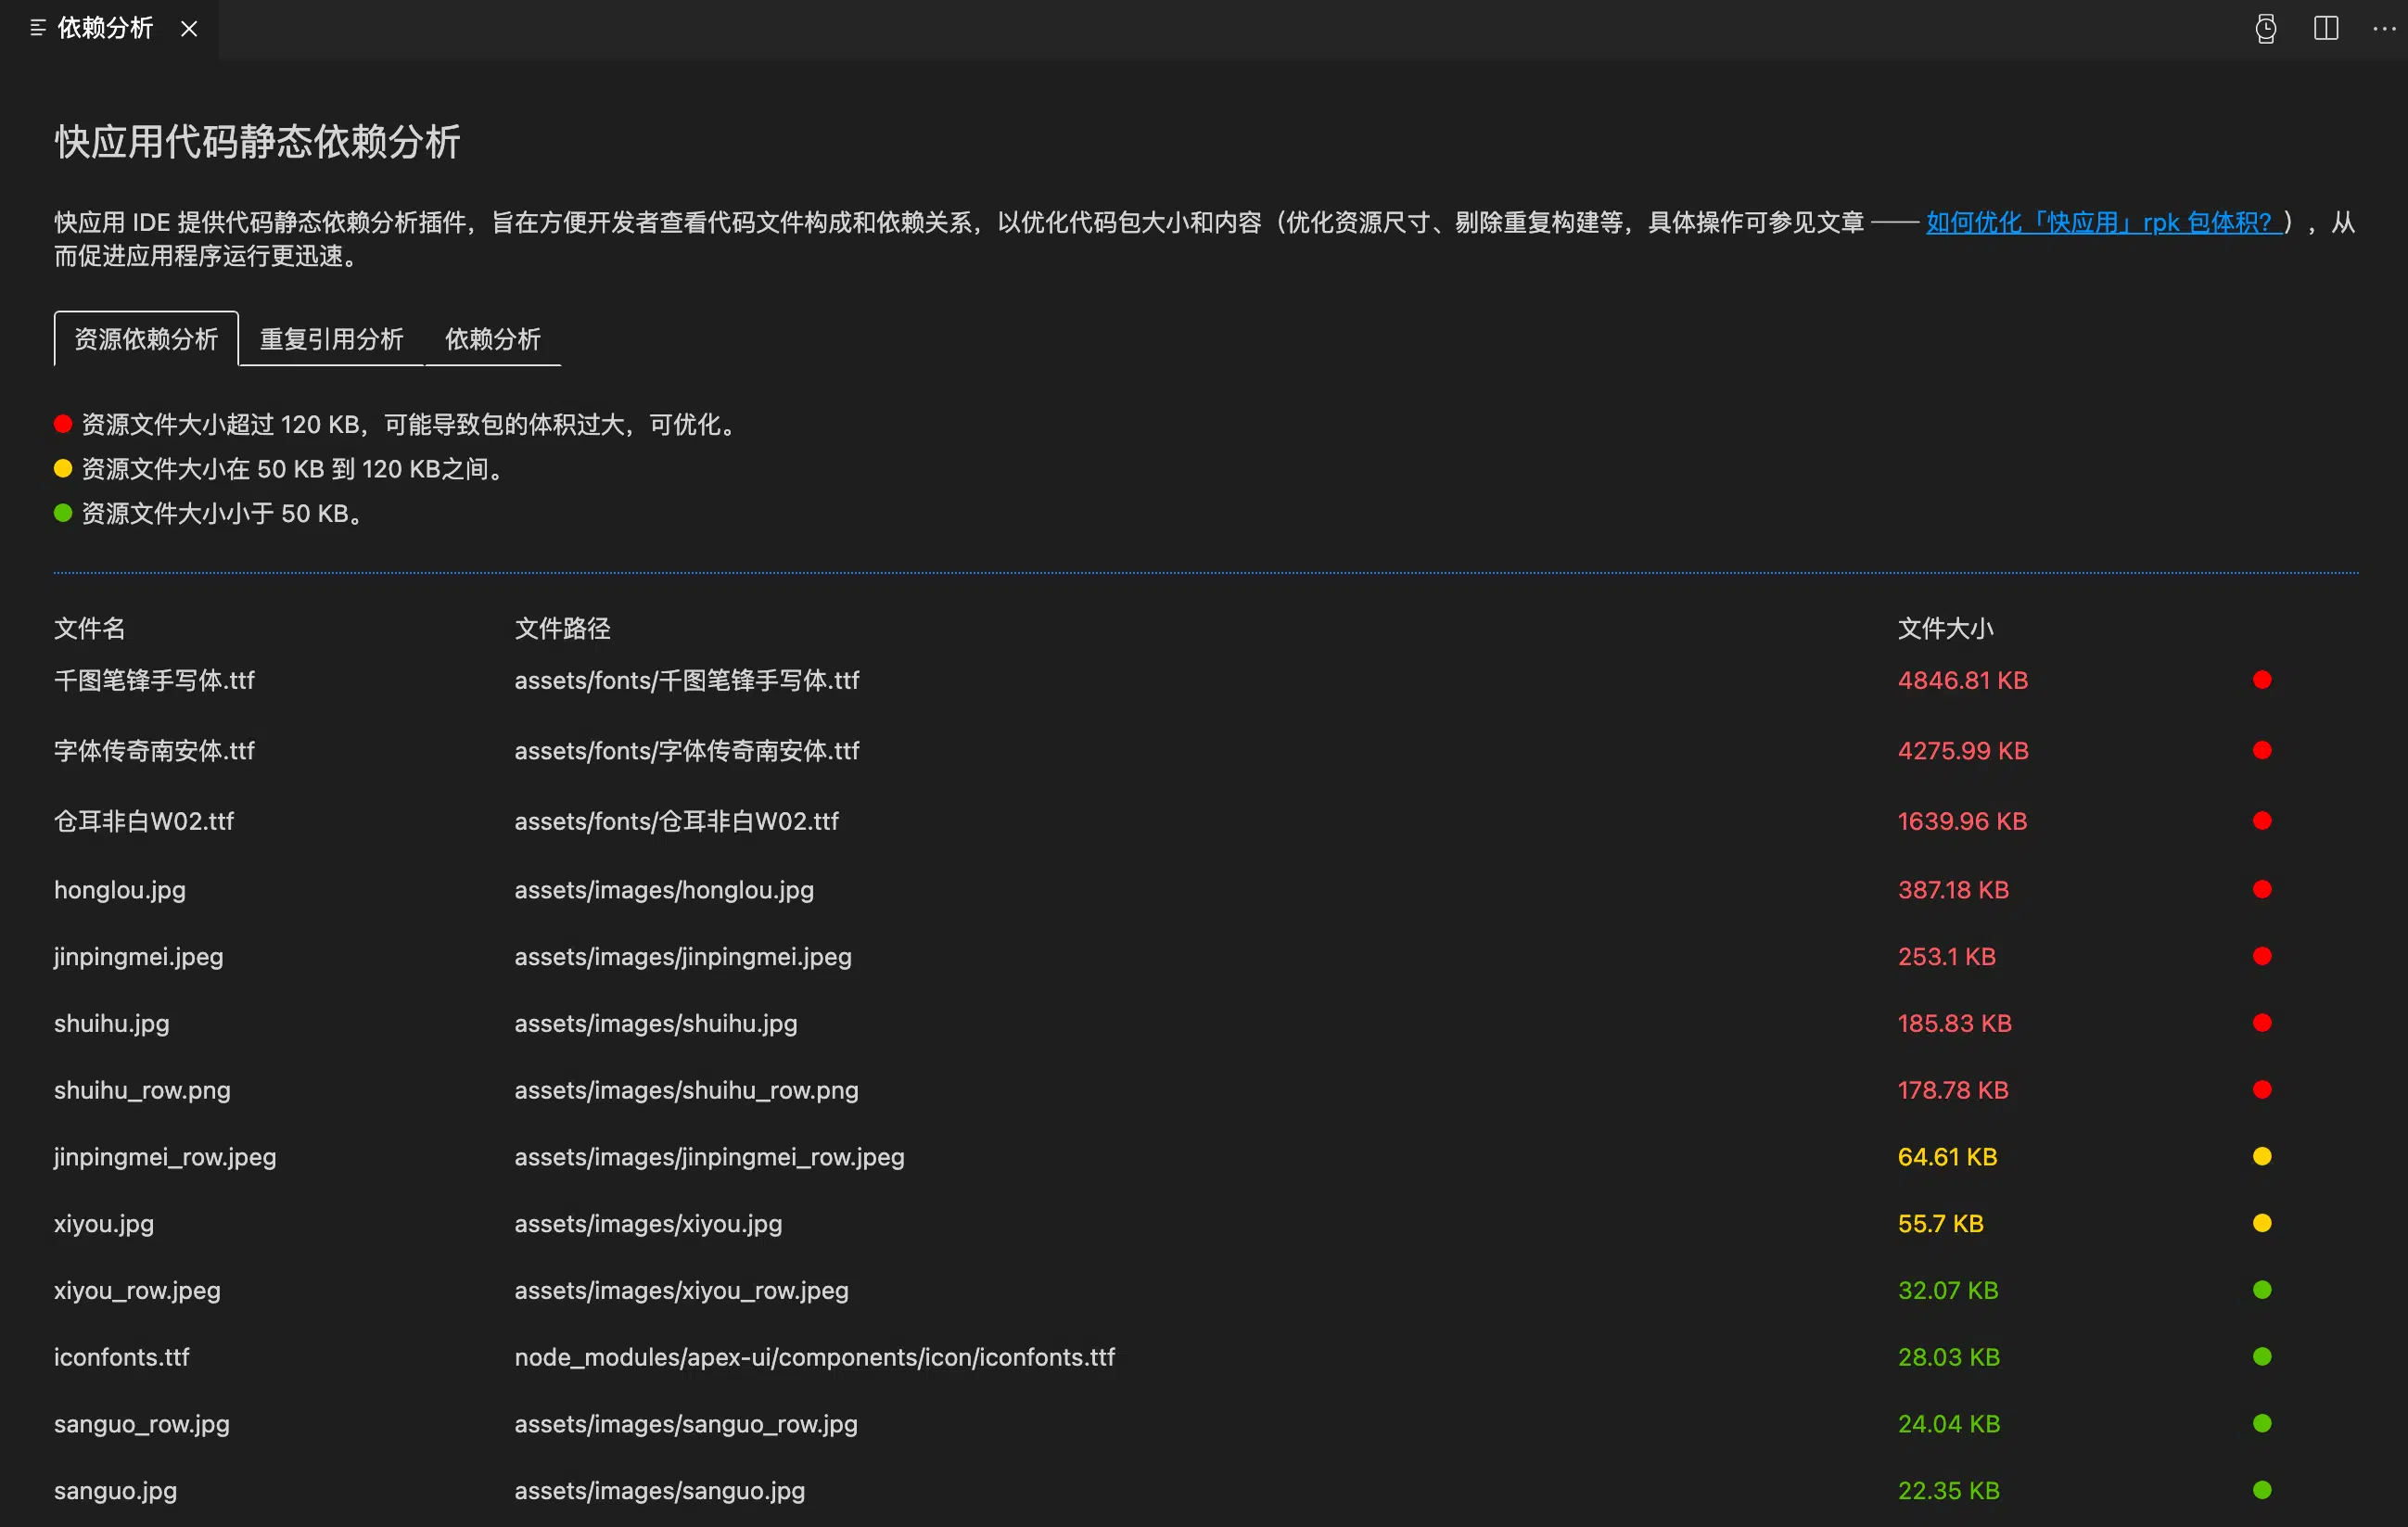 依赖分析
快应用代码静态依赖分析
快应用 IDE 提供代码静态依赖分析插件，旨在方便开发者查看代码文件构成和依赖关系，以优化代码包大小和内容（优化资源尺寸、剔除重复构建等，具体操作可参见文章 —— 如何优化「快应用」rpk 包体积？），从
而促进应用程序运行更迅速。
资源依赖分析 重复引用分析 依赖分析
资源文件大小超过 120 KB，可能导致包的体积过大，可优化。
资源文件大小在 50 KB 到 120 KB之间。
资源文件大小小于 50 KB。
文件名 文件路径 文件大小
千图笔锋手写体.ttf assets/fonts/千图笔锋手写体.ttf 4846.81 KB
字体传奇南安体.ttf assets/fonts/字体传奇南安体.ttf 4275.99 KB
仓耳非白W02.ttf assets/fonts/仓耳非白W02.ttf 1639.96 KB
honglou.jpg assets/images/honglou.jpg 387.18 KB
jinpingmei.jpeg assets/images/jinpingmei.jpeg 253.1 KB
shuihu.jpg assets/images/shuihu.jpg 185.83 KB
shuihu_row.png assets/images/shuihu_row.png 178.78 KB
jinpingmei_row.jpeg assets/images/jinpingmei_row.jpeg 64.61 KB
xiyou.jpg assets/images/xiyou.jpg 55.7 KB
xiyou_row.jpeg assets/images/xiyou_row.jpeg 32.07 KB
iconfonts.ttf node_modules/apex-ui/components/icon/iconfonts.ttf 28.03 KB
sanguo_row.jpg assets/images/sanguo_row.jpg 24.04 KB
sanguo.jpg assets/images/sanguo.jpg 22.35 KB